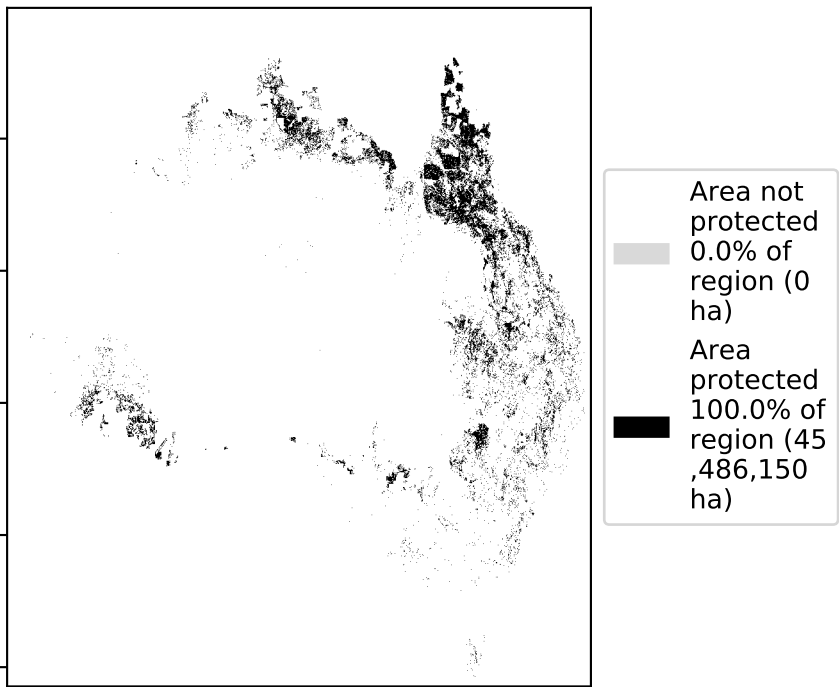 Area not
protected
0.0% of
region (0
ha)
Area
protected
100.0% of
region (45
,486,150
ha)